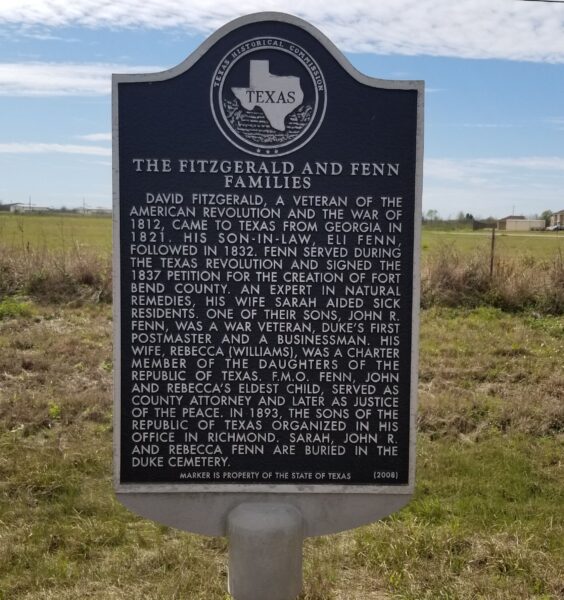 TEXAS HISTORICAL COMMISSION
TEXAS
THE FITZGERALD AND FENN
FAMILIES
DAVID FITZGERALD, A VETERAN OF THE
AMERICAN REVOLUTION AND THE WAR OF
1812, CAME TO TEXAS FROM GEORGIA IN
1821. HIS SON-IN-LAW, ELI FENN,
FOLLOWED IN 1832. FENN SERVED DURING
THE TEXAS REVOLUTION AND SIGNED THE
1837 PETITION FOR THE CREATION OF FORT
BEND COUNTY. AN EXPERT IN NATURAL
REMEDIES, HIS WIFE SARAH AIDED SICK
RESIDENTS. ONE OF THEIR SONS, JOHN R.
FENN, WAS A WAR VETERAN, DUKE'S FIRST
POSTMASTER AND A BUSINESSMAN. HIS
WIFE, REBECCA (WILLIAMS), WAS A CHARTER
MEMBER OF THE DAUGHTERS OF THE
REPUBLIC OF TEXAS. F.M.O. FENN, JOHN
AND REBECCA'S ELDEST CHILD, SERVED AS
COUNTY ATTORNEY AND LATER AS JUSTICE
OF THE PEACE. IN 1893, THE SONS OF THE
REPUBLIC OF TEXAS ORGANIZED IN HIS
OFFICE IN RICHMOND. SARAH, JOHN R.
AND REBECCA FENN ARE BURIED IN THE
DUKE CEMETERY.
MARKER IS PROPERTY OF THE STATE OF TEXAS (2008)